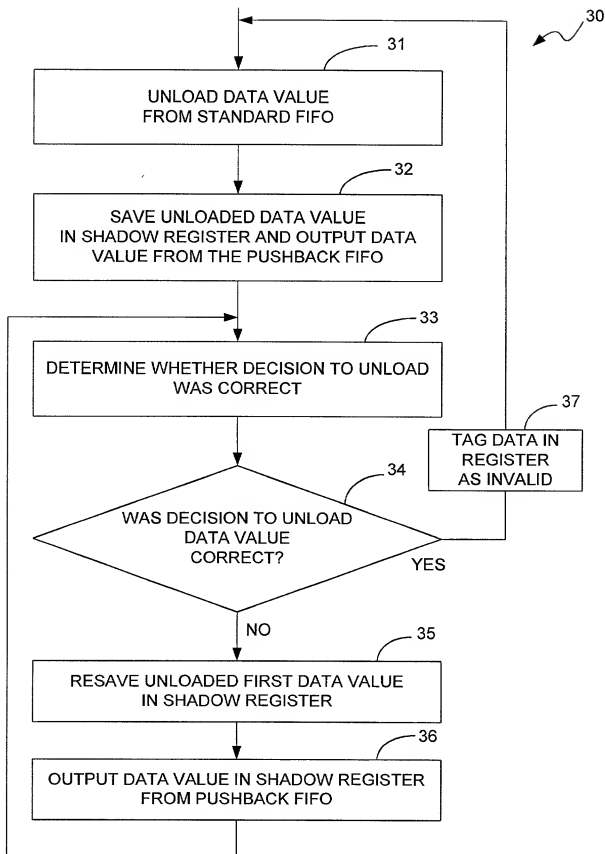 30
31
UNLOAD DATA VALUE
FROM STANDARD FIFO
32
SAVE UNLOADED DATA VALUE
IN SHADOW REGISTER AND OUTPUT DATA
VALUE FROM THE PUSHBACK FIFO
33
DETERMINE WHETHER DECISION TO UNLOAD
WAS CORRECT
37
TAG DATA IN
REGISTER
AS INVALID
34
WAS DECISION TO UNLOAD
DATA VALUE
CORRECT?
YES
NO
35
RESAVE UNLOADED FIRST DATA VALUE
IN SHADOW REGISTER
36
OUTPUT DATA VALUE IN SHADOW REGISTER
FROM PUSHBACK FIFO